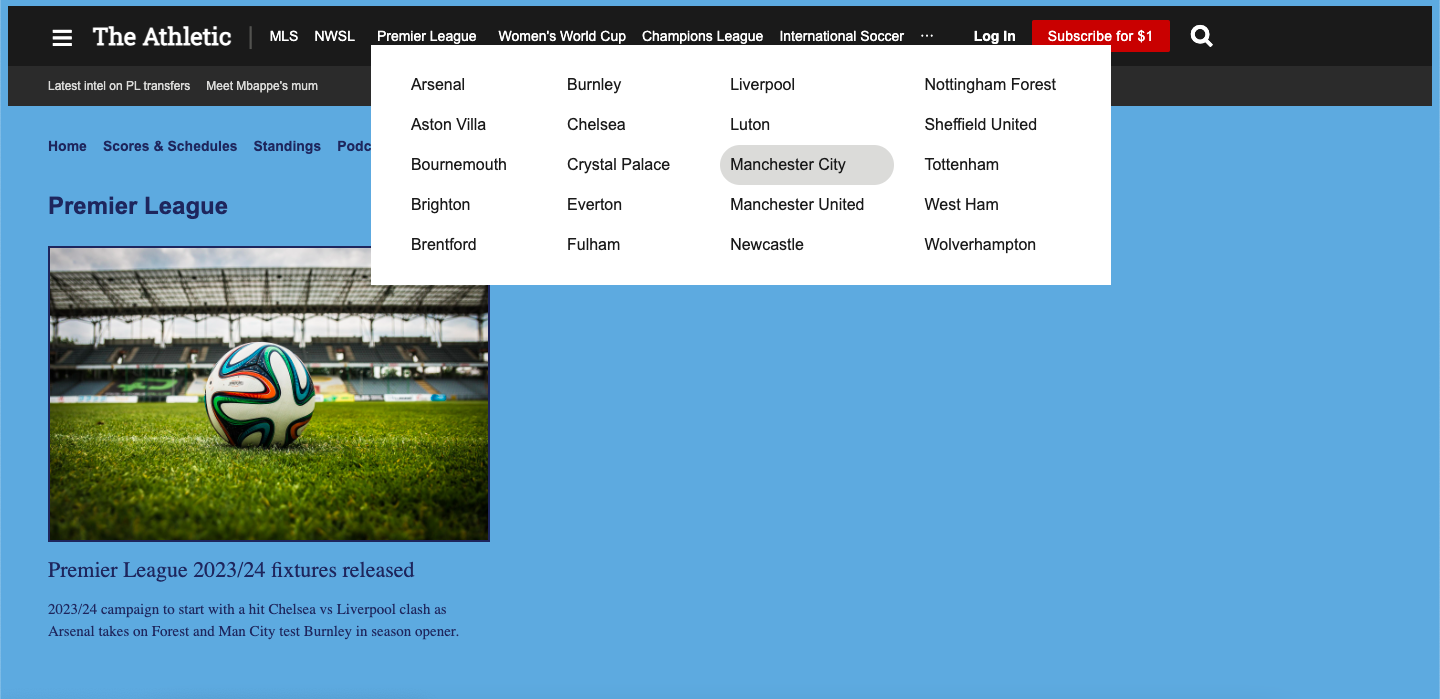 The Athletic MLS NWSL Premier League Women's World Cup Champions League International Soccer ... Log In Subscribe for $1
Latest intel on PL transfers Meet Mbappe's mum
Arsenal Burnley Liverpool Nottingham Forest
Aston Villa Chelsea Luton Sheffield United
Home Scores & Schedules Standings Podc
Bournemouth Crystal Palace Manchester City Tottenham
Brighton Everton Manchester United West Ham
Premier League
Brentford Fulham Newcastle Wolverhampton
Premier League 2023/24 fixtures released
2023/24 campaign to start with a hit Chelsea vs Liverpool clash as
Arsenal takes on Forest and Man City test Burnley in season opener.